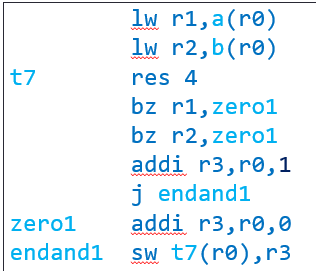 lw r1,a(r0)
lw r2,b(r0)
t7 res 4
bz r1,zero1
bz r2,zero1
addi r3,r0,1
j endand1
zero1 addi r3,r0,0
endand1 sw t7(r0),r3